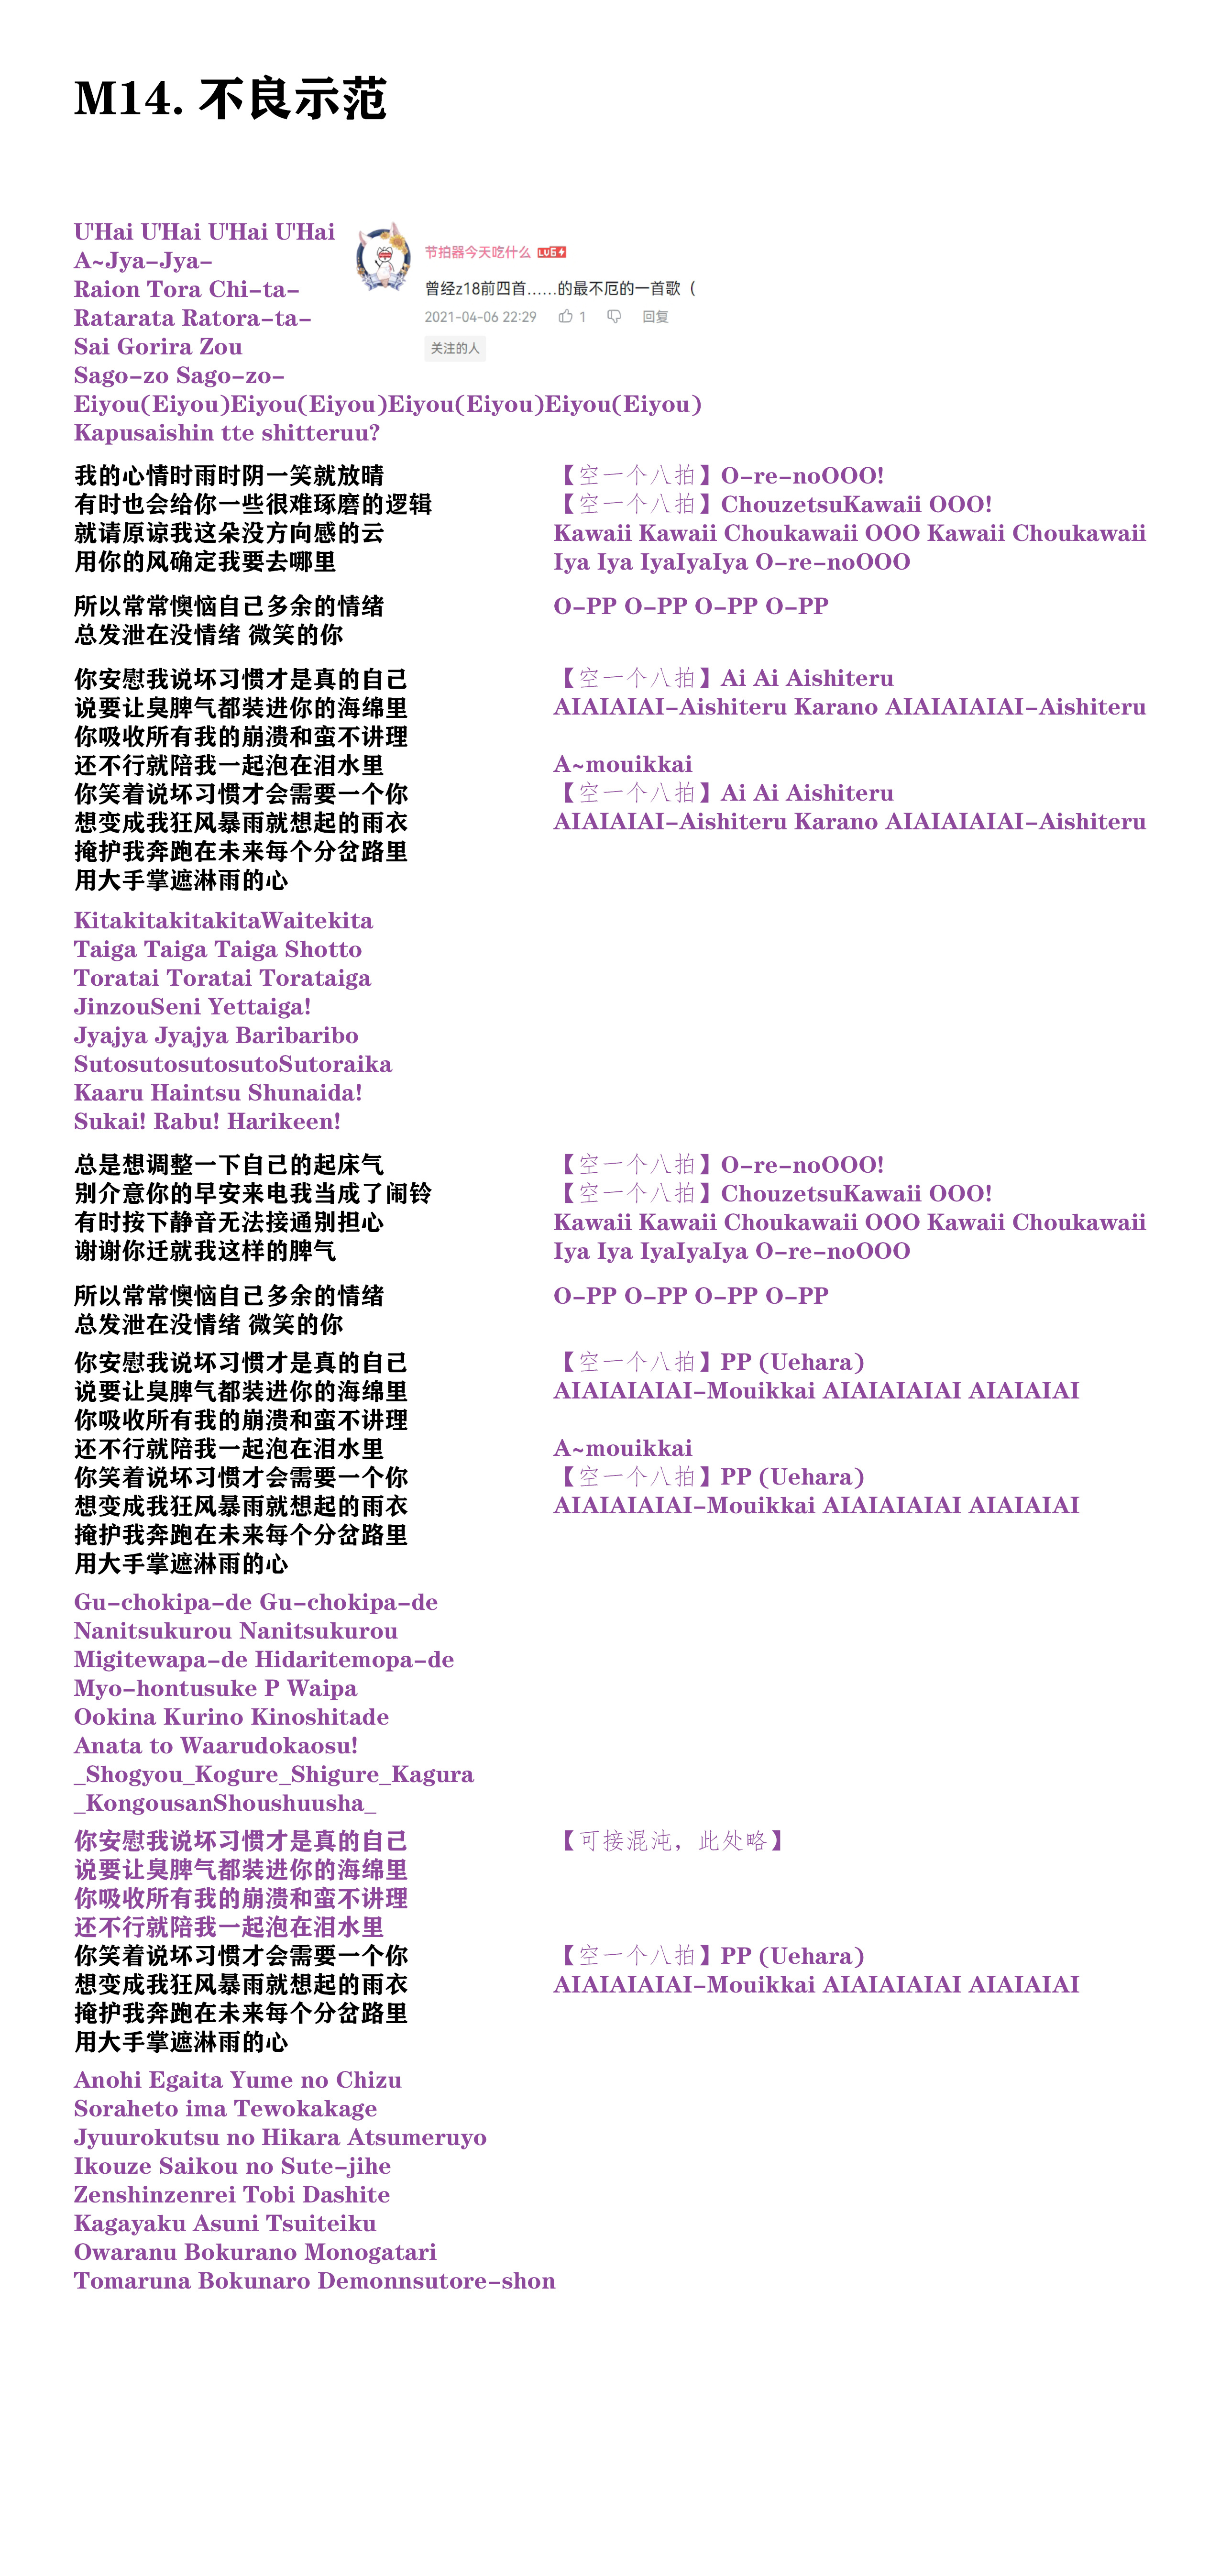 M14. 不良示范
U'Hai U'Hai U'Hai U'Hai
A~Jya-Jya-
Raion Tora Chi-ta-
Ratarata Ratora-ta-
Sai Gorira Zou
Sago-zo Sago-zo-
节拍器今天吃什么 LV6
曾经z18前四首……的最不厄的一首歌（
2021-04-06 22:29 1 回复
关注的人
Eiyou(Eiyou)Eiyou(Eiyou)Eiyou(Eiyou)Eiyou(Eiyou)
Kapusaishin tte shitteruu?
我的心情时雨时阴一笑就放晴 【空一个八拍】O-re-noOOO!
有时也会给你一些很难琢磨的逻辑 【空一个八拍】ChouzetsuKawaii OOO!
就请原谅我这朵没方向感的云 Kawaii Kawaii Choukawaii OOO Kawaii Choukawaii
用你的风确定我要去哪里 Iya Iya IyaIyaIya O-re-noOOO
所以常常懊恼自己多余的情绪 O-PP O-PP O-PP O-PP
总发泄在没情绪 微笑的你
你安慰我说坏习惯才是真的自己 【空一个八拍】Ai Ai Aishiteru
说要让臭脾气都装进你的海绵里 AIAIAIAI-Aishiteru Karano AIAIAIAIAI-Aishiteru
你吸收所有我的崩溃和蛮不讲理
还不行就陪我一起泡在泪水里 A~mouikkai
你笑着说坏习惯才会需要一个你 【空一个八拍】Ai Ai Aishiteru
想变成我狂风暴雨就想起的雨衣 AIAIAIAI-Aishiteru Karano AIAIAIAIAI-Aishiteru
掩护我奔跑在未来每个分岔路里
用大手掌遮淋雨的心
KitakitakitakitaWaitekita
Taiga Taiga Taiga Shotto
Toratai Toratai Torataiga
JinzouSeni Yettaiga!
Jyajya Jyajya Baribaribo
SutosutosutosutoSutoraika
Kaaru Haintsu Shunaida!
Sukai! Rabu! Harikeen!
总是想调整一下自己的起床气 【空一个八拍】O-re-noOOO!
别介意你的早安来电我当成了闹铃 【空一个八拍】ChouzetsuKawaii OOO!
有时按下静音无法接通别担心 Kawaii Kawaii Choukawaii OOO Kawaii Choukawaii
谢谢你迁就我这样的脾气 Iya Iya IyaIyaIya O-re-noOOO
所以常常懊恼自己多余的情绪 O-PP O-PP O-PP O-PP
总发泄在没情绪 微笑的你
你安慰我说坏习惯才是真的自己 【空一个八拍】PP (Uehara)
说要让臭脾气都装进你的海绵里 AIAIAIAIAI-Mouikkai AIAIAIAIAI AIAIAIAI
你吸收所有我的崩溃和蛮不讲理
还不行就陪我一起泡在泪水里 A~mouikkai
你笑着说坏习惯才会需要一个你 【空一个八拍】PP (Uehara)
想变成我狂风暴雨就想起的雨衣 AIAIAIAIAI-Mouikkai AIAIAIAIAI AIAIAIAI
掩护我奔跑在未来每个分岔路里
用大手掌遮淋雨的心
Gu-chokipa-de Gu-chokipa-de
Nanitsukurou Nanitsukurou
Migitewapa-de Hidaritemopa-de
Myo-hontusuke P Waipa
Ookina Kurino Kinoshitade
Anata to Waarudokaosu!
_Shogyou_Kogure_Shigure_Kagura
_KongousanShoushuusha_
你安慰我说坏习惯才是真的自己 【可接混沌，此处略】
说要让臭脾气都装进你的海绵里
你吸收所有我的崩溃和蛮不讲理
还不行就陪我一起泡在泪水里
你笑着说坏习惯才会需要一个你 【空一个八拍】PP (Uehara)
想变成我狂风暴雨就想起的雨衣 AIAIAIAIAI-Mouikkai AIAIAIAIAI AIAIAIAI
掩护我奔跑在未来每个分岔路里
用大手掌遮淋雨的心
Anohi Egaita Yume no Chizu
Soraheto ima Tewokakage
Jyuurokutsu no Hikara Atsumeruyo
Ikouze Saikou no Sute-jihe
Zenshinzenrei Tobi Dashite
Kagayaku Asuni Tsuiteiku
Owaranu Bokurano Monogatari
Tomaruna Bokunaro Demonnsutore-shon